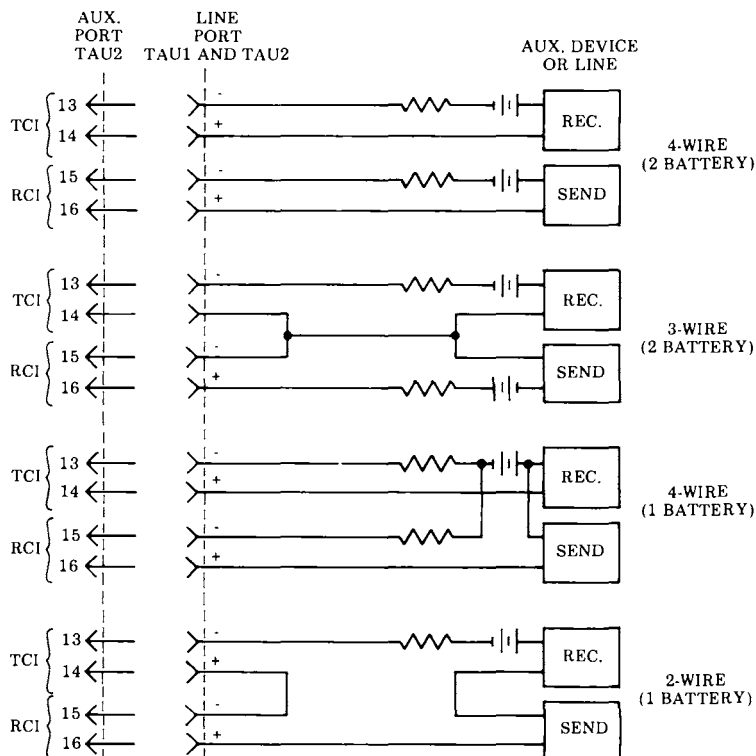 AUX. PORT TAU2
LINE PORT TAU1 AND TAU2
AUX. DEVICE OR LINE
TCI 13 - REC.
14 +
RCI 15 - SEND
16 +
4-WIRE (2 BATTERY)
TCI 13 - REC.
14
RCI 15 - SEND
16 +
3-WIRE (2 BATTERY)
TCI 13 - REC.
14 +
RCI 15 - SEND
16 +
4-WIRE (1 BATTERY)
TCI 13 - REC.
14 +
RCI 15 - SEND
16 +
2-WIRE (1 BATTERY)